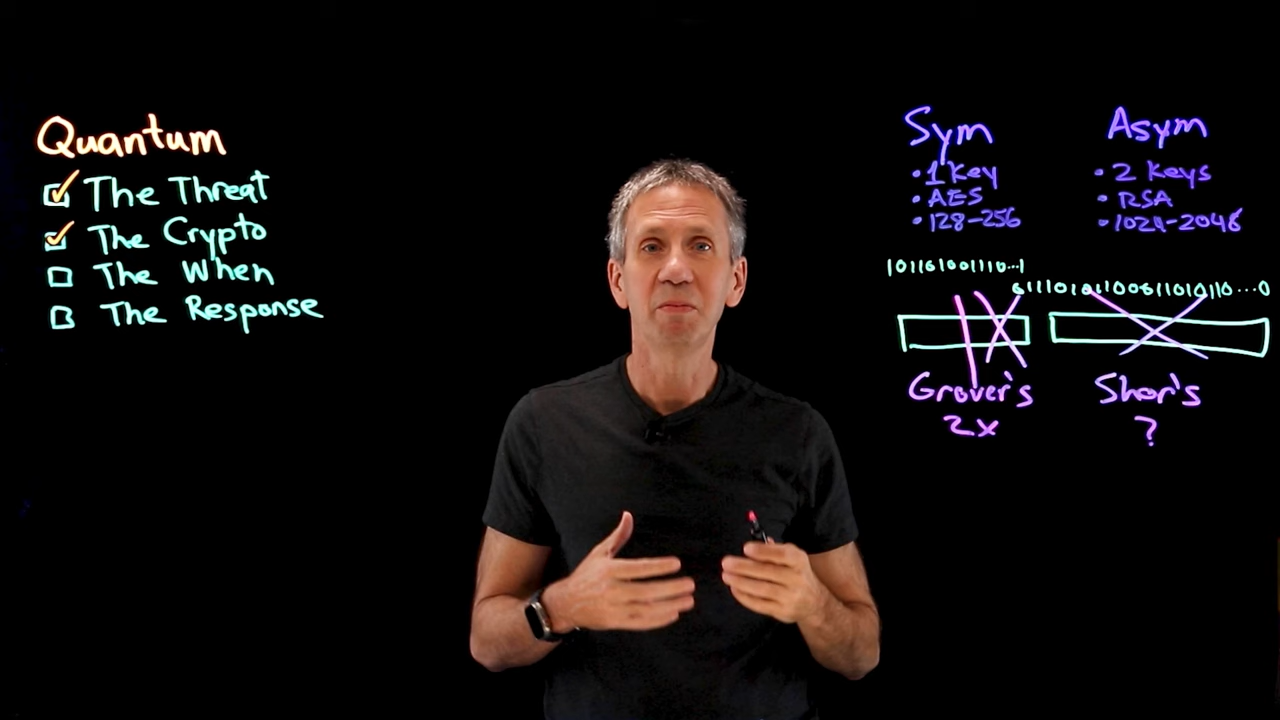 Quantum
The Threat
The Crypto
The When
The Response
Sym
• 1 Key
• AES
• 128-256
Asym
• 2 Keys
• RSA
• 1024-2048
Grover's
2x
Shor's
?